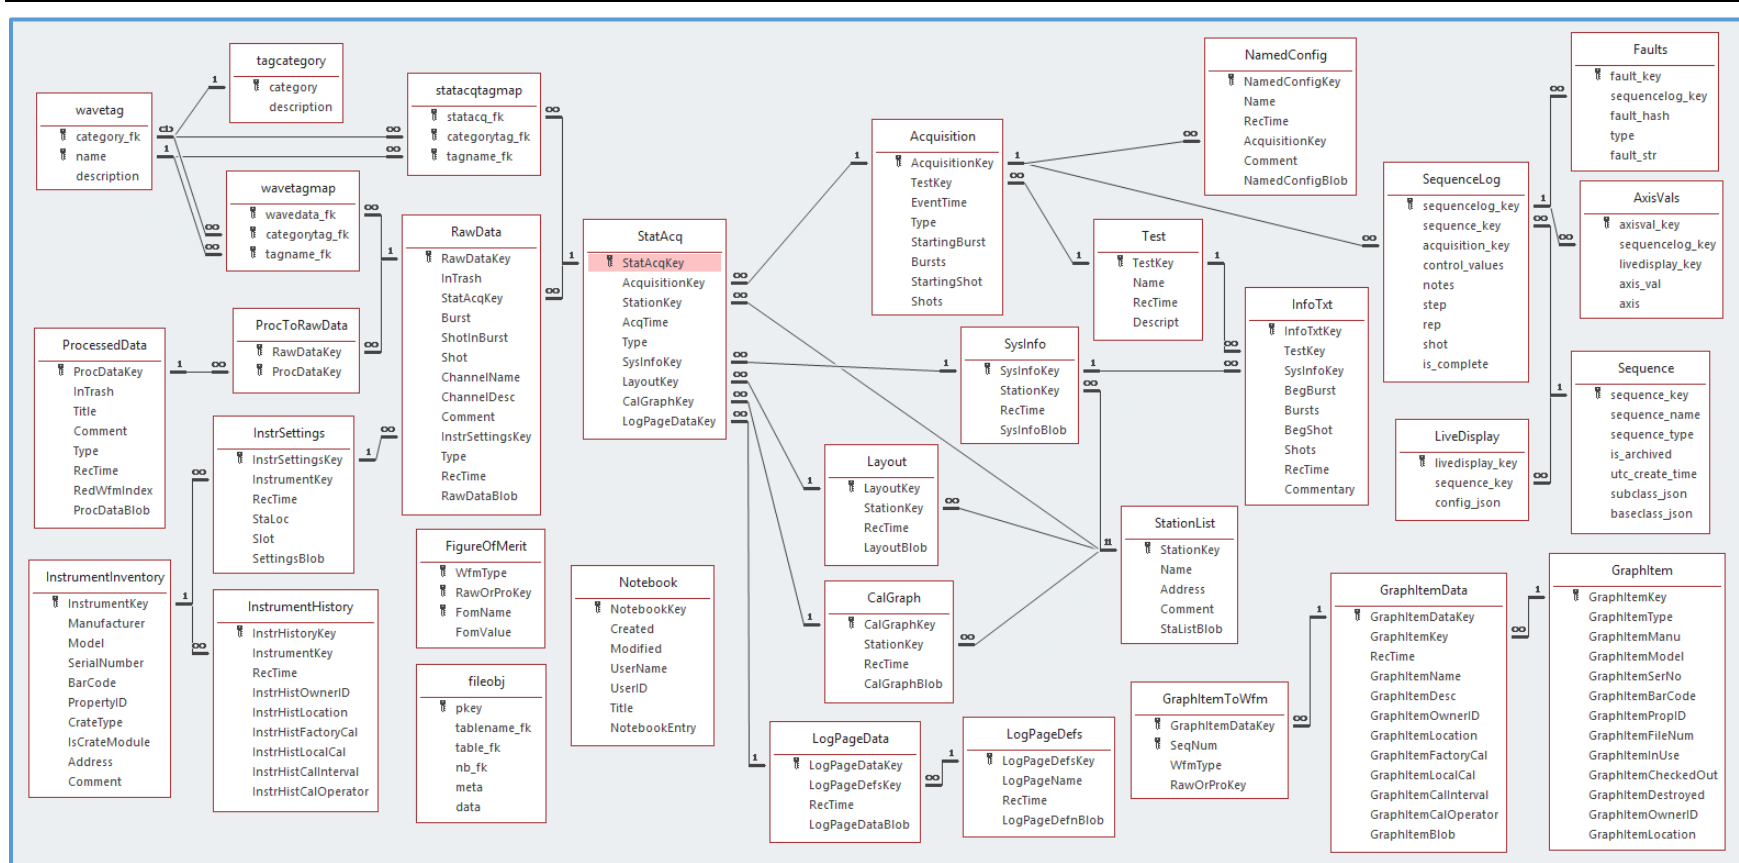 tagcategory
category
description
wavetag
category_fk
name
description
statacqtagmap
statacq_fk
categorytag_fk
tagname_fk
wavetagmap
wavedata_fk
categorytag_fk
tagname_fk
RawData
RawDataKey
InTrash
StatAcqKey
Burst
ShotInBurst
Shot
ChannelName
ChannelDesc
Comment
InstrSettingsKey
Type
RecTime
RawDataBlob
ProcToRawData
RawDataKey
ProcDataKey
ProcessedData
ProcDataKey
InTrash
Title
Comment
Type
RecTime
RedWfmIndex
ProcDataBlob
InstrSettings
InstrSettingsKey
InstrumentKey
RecTime
StaLoc
Slot
SettingsBlob
InstrumentInventory
InstrumentKey
Manufacturer
Model
SerialNumber
BarCode
PropertyID
CrateType
IsCrateModule
Address
Comment
InstrumentHistory
InstrHistoryKey
InstrumentKey
RecTime
InstrHistOwnerID
InstrHistLocation
InstrHistFactoryCal
InstrHistLocalCal
InstrHistCalInterval
InstrHistCalOperator
FigureOfMerit
WfmType
RawOrProKey
FomName
FomValue
fileobj
pkey
tablename_fk
table_fk
nb_fk
meta
data
StatAcq
StatAcqKey
AcquisitionKey
StationKey
AcqTime
Type
SysInfoKey
LayoutKey
CalGraphKey
LogPageDataKey
Notebook
NotebookKey
Created
Modified
UserName
UserID
Title
NotebookEntry
Acquisition
AcquisitionKey
TestKey
EventTime
Type
StartingBurst
Bursts
StartingShot
Shots
SysInfo
SysInfoKey
StationKey
RecTime
SysInfoBlob
Layout
LayoutKey
StationKey
RecTime
LayoutBlob
CalGraph
CalGraphKey
StationKey
RecTime
CalGraphBlob
LogPageData
LogPageDataKey
LogPageDefsKey
RecTime
LogPageDataBlob
LogPageDefs
LogPageDefsKey
LogPageName
RecTime
LogPageDefnBlob
NamedConfig
NamedConfigKey
Name
RecTime
AcquisitionKey
Comment
NamedConfigBlob
Test
TestKey
Name
RecTime
Descript
InfoTxt
InfoTxtKey
TestKey
SysInfoKey
BegBurst
Bursts
BegShot
Shots
RecTime
Commentary
StationList
StationKey
Name
Address
Comment
StaListBlob
GraphItemToWfm
GraphItemDataKey
SeqNum
WfmType
RawOrProKey
SequenceLog
sequencelog_key
sequence_key
acquisition_key
control_values
notes
step
rep
shot
is_complete
Faults
fault_key
sequencelog_key
fault_hash
type
fault_str
AxisVals
axisval_key
sequencelog_key
livedisplay_key
axis_val
axis
Sequence
sequence_key
sequence_name
sequence_type
is_archived
utc_create_time
subclass_json
baseclass_json
LiveDisplay
livedisplay_key
sequence_key
config_json
GraphItemData
GraphItemDataKey
GraphItemKey
RecTime
GraphItemName
GraphItemDesc
GraphItemOwnerID
GraphItemLocation
GraphItemFactoryCal
GraphItemLocalCal
GraphItemCalInterval
GraphItemCalOperator
GraphItemBlob
GraphItem
GraphItemKey
GraphItemType
GraphItemManu
GraphItemModel
GraphItemSerNo
GraphItemBarCode
GraphItemPropID
GraphItemFileNum
GraphItemInUse
GraphItemCheckedOut
GraphItemDestroyed
GraphItemOwnerID
GraphItemLocation